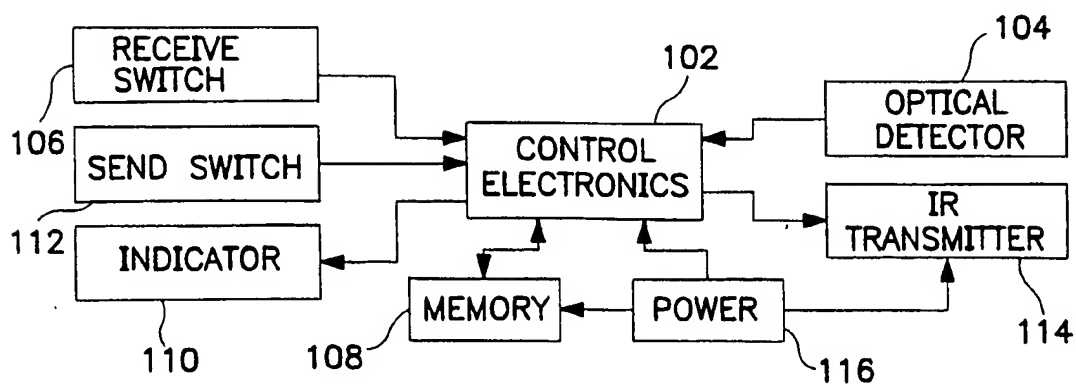 RECEIVE
SWITCH
106
SEND SWITCH
112
INDICATOR
110
102
CONTROL
ELECTRONICS
MEMORY
108
POWER
116
104
OPTICAL
DETECTOR
IR
TRANSMITTER
114